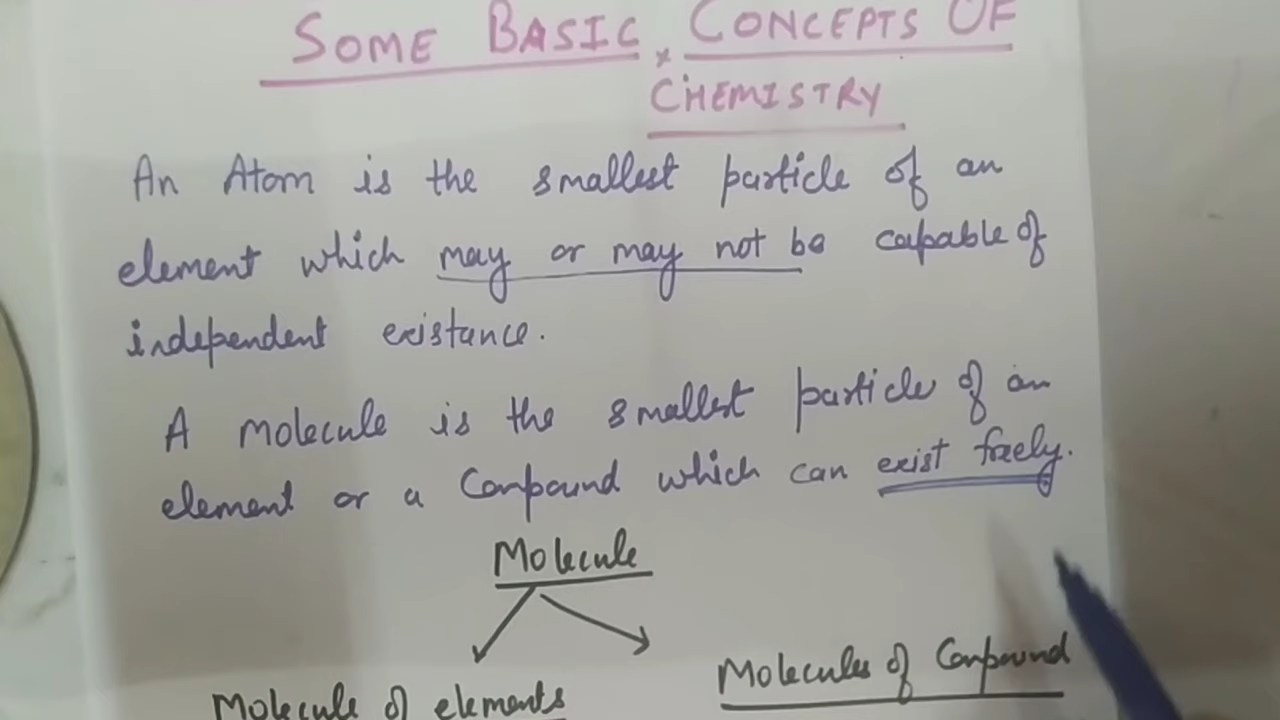 SOME BASIC CONCEPTS OF
CHEMISTRY
An Atom is the smallest particle of an
element which may or may not be capable of
independent existance.
A molecule is the smallest particle of an
element or a Compound which can exist freely.
Molecule
Molecules of Compound
Molecule of elements